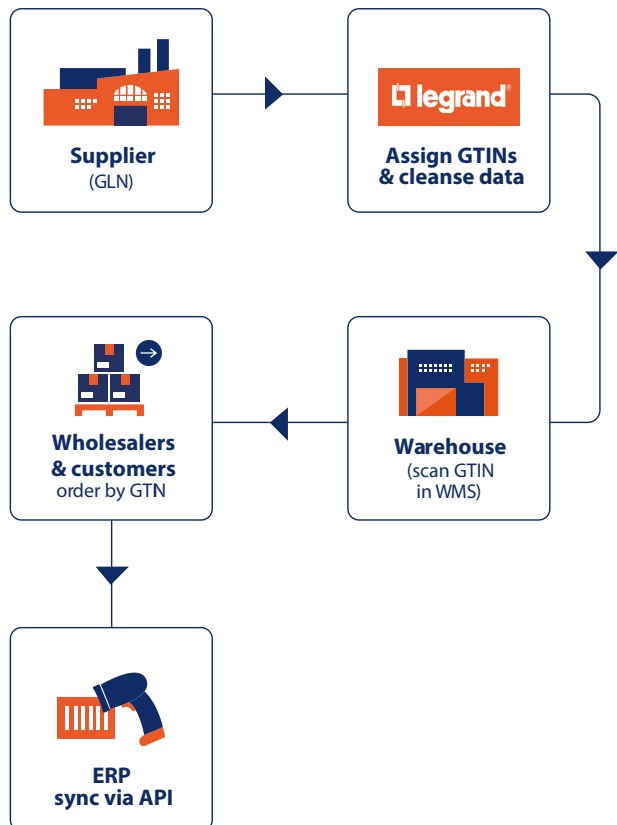 Supplier
(GLN)
legrand®
Assign GTINs
& cleanse data
Warehouse
(scan GTIN
in WMS)
Wholesalers
& customers
order by GTN
ERP
sync via API